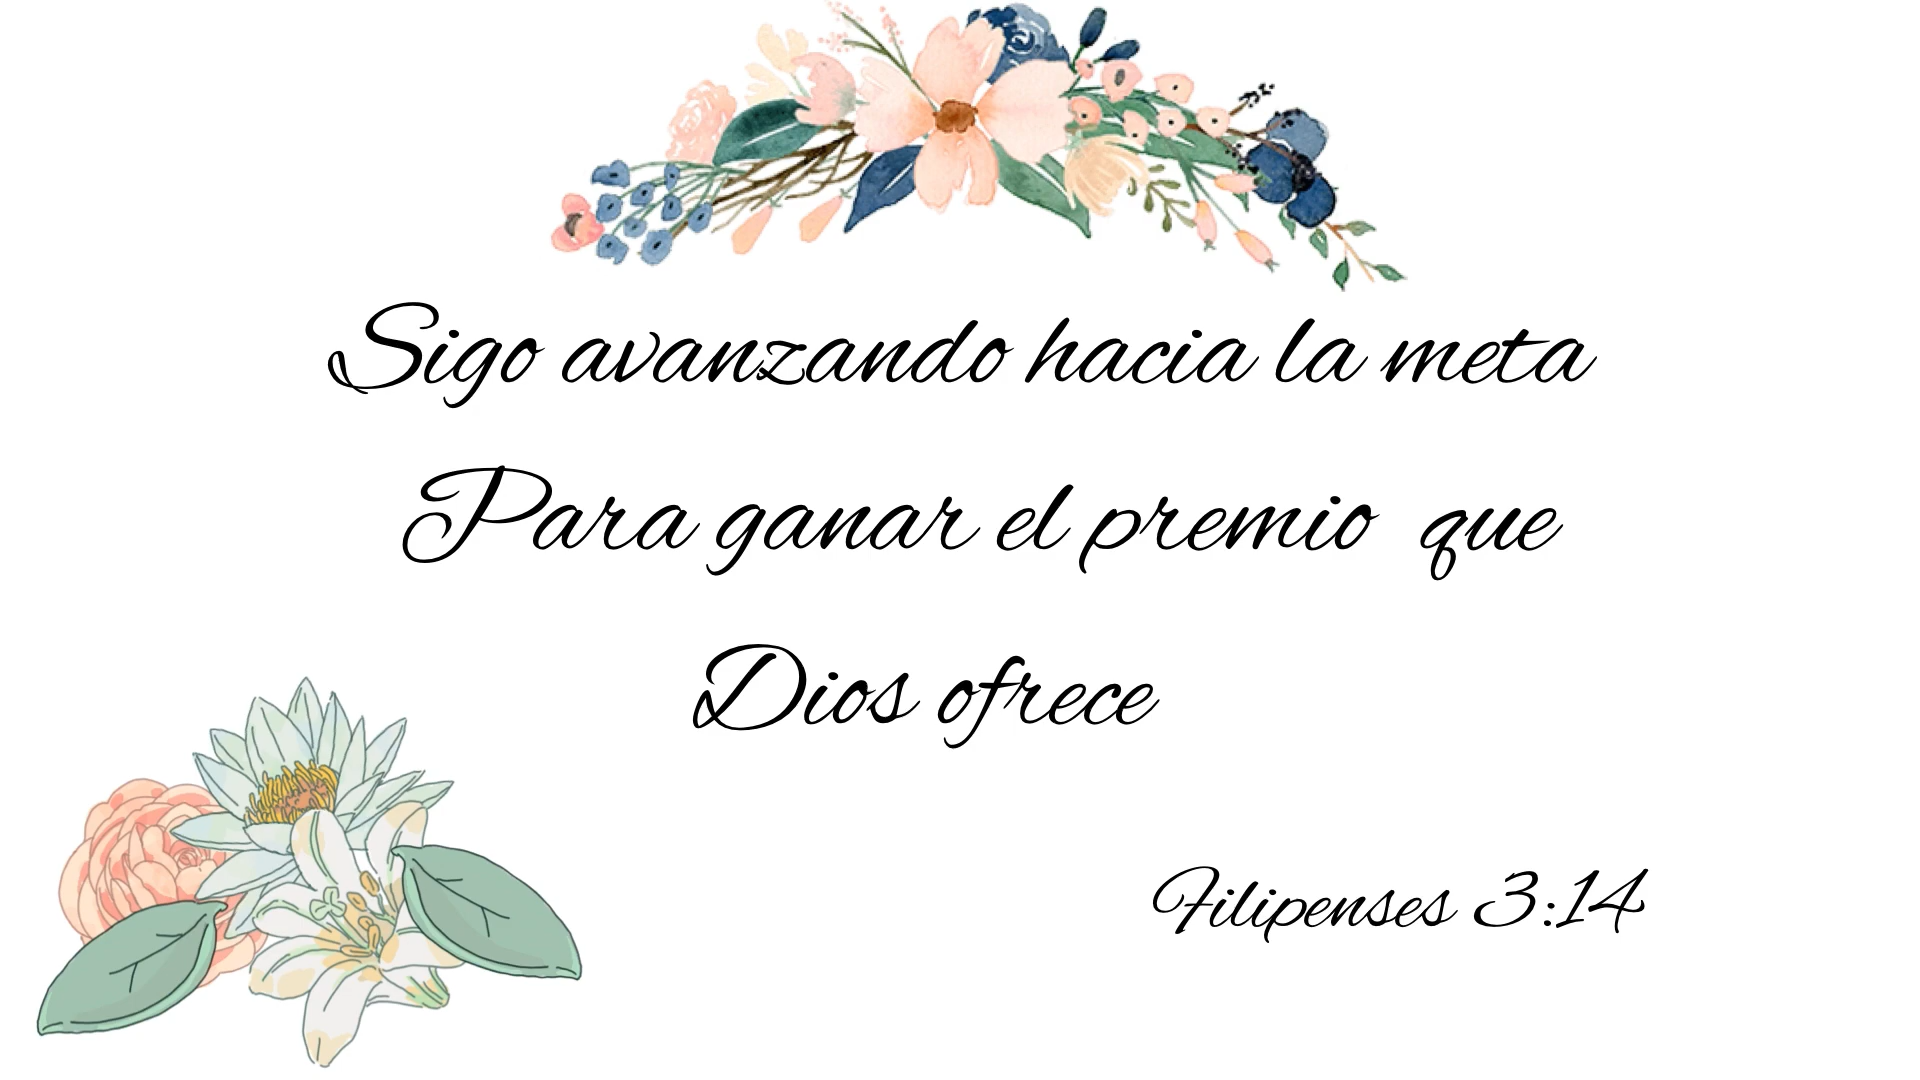 Sigo avanzando hacia la meta
Para ganar el premio que
Dios ofrece
Filipenses 3:14